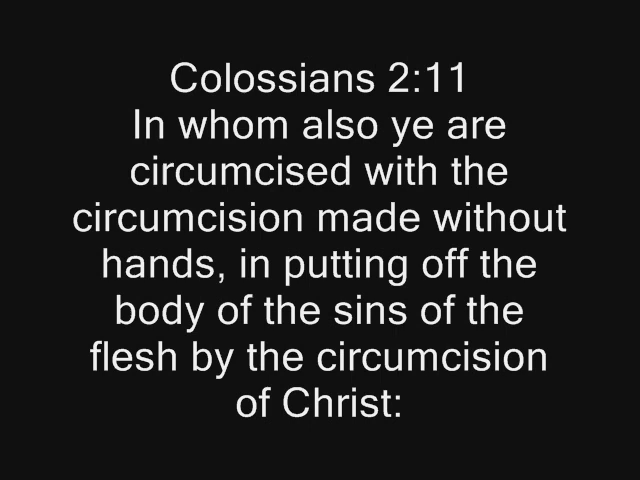 Colossians 2:11
In whom also ye are
circumcised with the
circumcision made without
hands, in putting off the
body of the sins of the
flesh by the circumcision
of Christ: